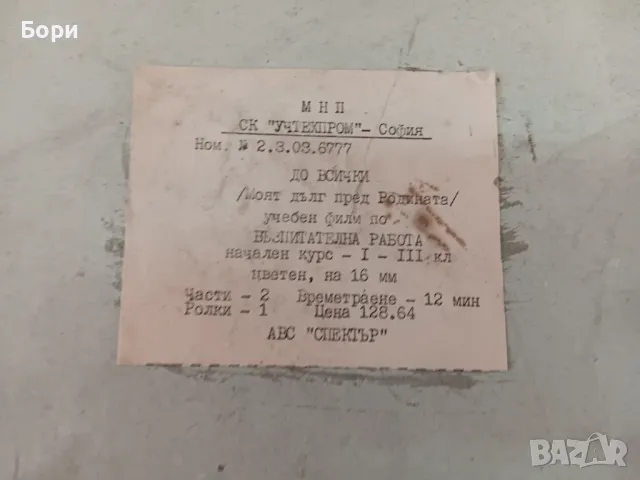 Бори
М Н П
СК "УЧТЕХПРОМ" - София
Ном. № 2.3.03.6777
ДО ВСИЧКИ
/Моят дълг пред Родината/
учебен филм по
ВЪЗПИТАТЕЛНА РАБОТА
начален курс - I - III кл
цветен, на 16 мм
Части - 2 Времетраене - 12 мин
Ролки - 1 Цена 128.64
АВС "СПЕКТЪР"
BAZAR